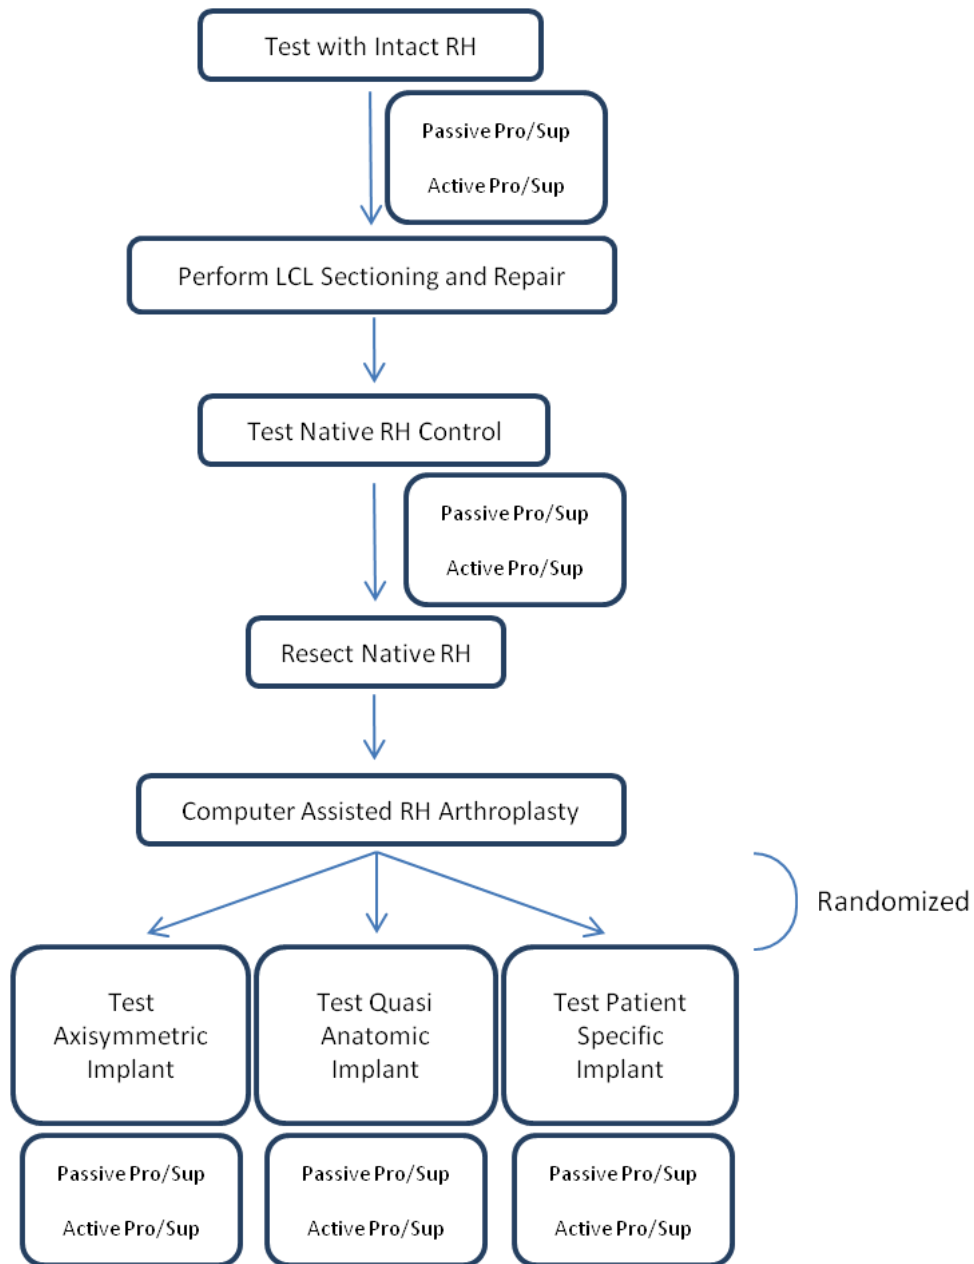 Test with Intact RH
Passive Pro/Sup
Active Pro/Sup
Perform LCL Sectioning and Repair
Test Native RH Control
Passive Pro/Sup
Active Pro/Sup
Resect Native RH
Computer Assisted RH Arthroplasty
Randomized
Test
Axisymmetric
Implant
Test Quasi
Anatomic
Implant
Test Patient
Specific
Implant
Passive Pro/Sup
Active Pro/Sup
Passive Pro/Sup
Active Pro/Sup
Passive Pro/Sup
Active Pro/Sup